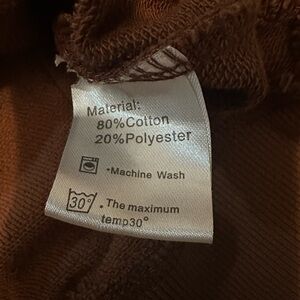 Material:
80%Cotton
20%Polyester
•Machine Wash
30°
•The maximum
temp30°